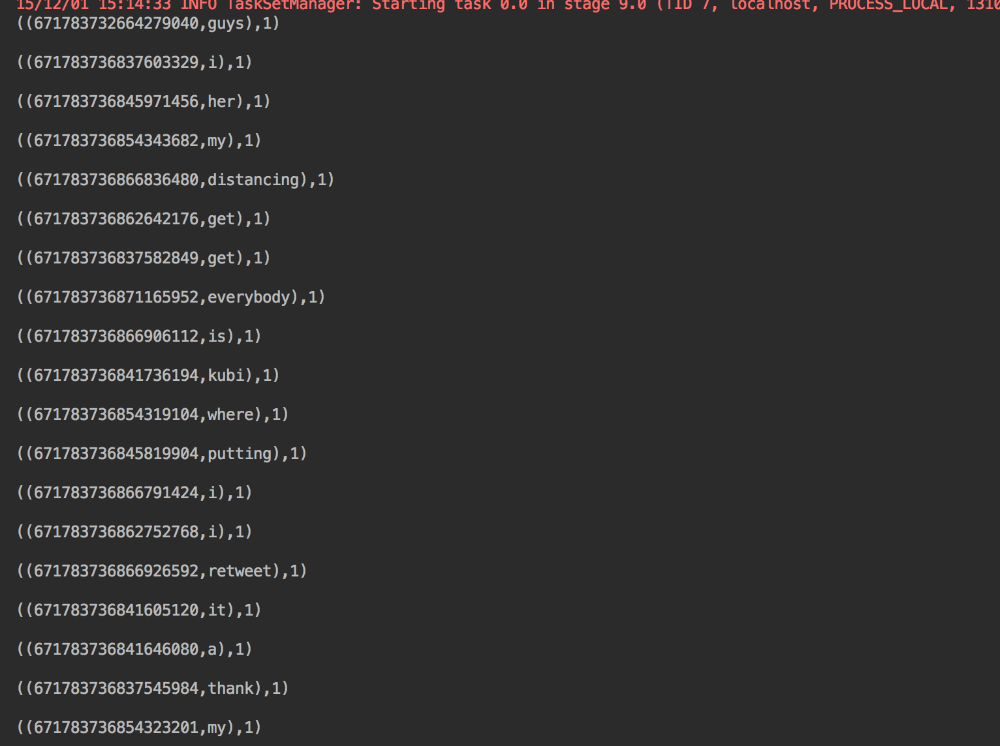 15/12/01 15:14:33 INFO TaskSetManager: Starting task 0.0 in stage 9.0 (TID 7, localhost, PROCESS_LOCAL, 1310
((671783732664279040,guys),1)
((671783736837603329,i),1)
((671783736845971456,her),1)
((671783736854343682,my),1)
((671783736866836480,distancing),1)
((671783736862642176,get),1)
((671783736837582849,get),1)
((671783736871165952,everybody),1)
((671783736866906112,is),1)
((671783736841736194,kubi),1)
((671783736854319104,where),1)
((671783736845819904,putting),1)
((671783736866791424,i),1)
((671783736862752768,i),1)
((671783736866926592,retweet),1)
((671783736841605120,it),1)
((671783736841646080,a),1)
((671783736837545984,thank),1)
((671783736854323201,my),1)